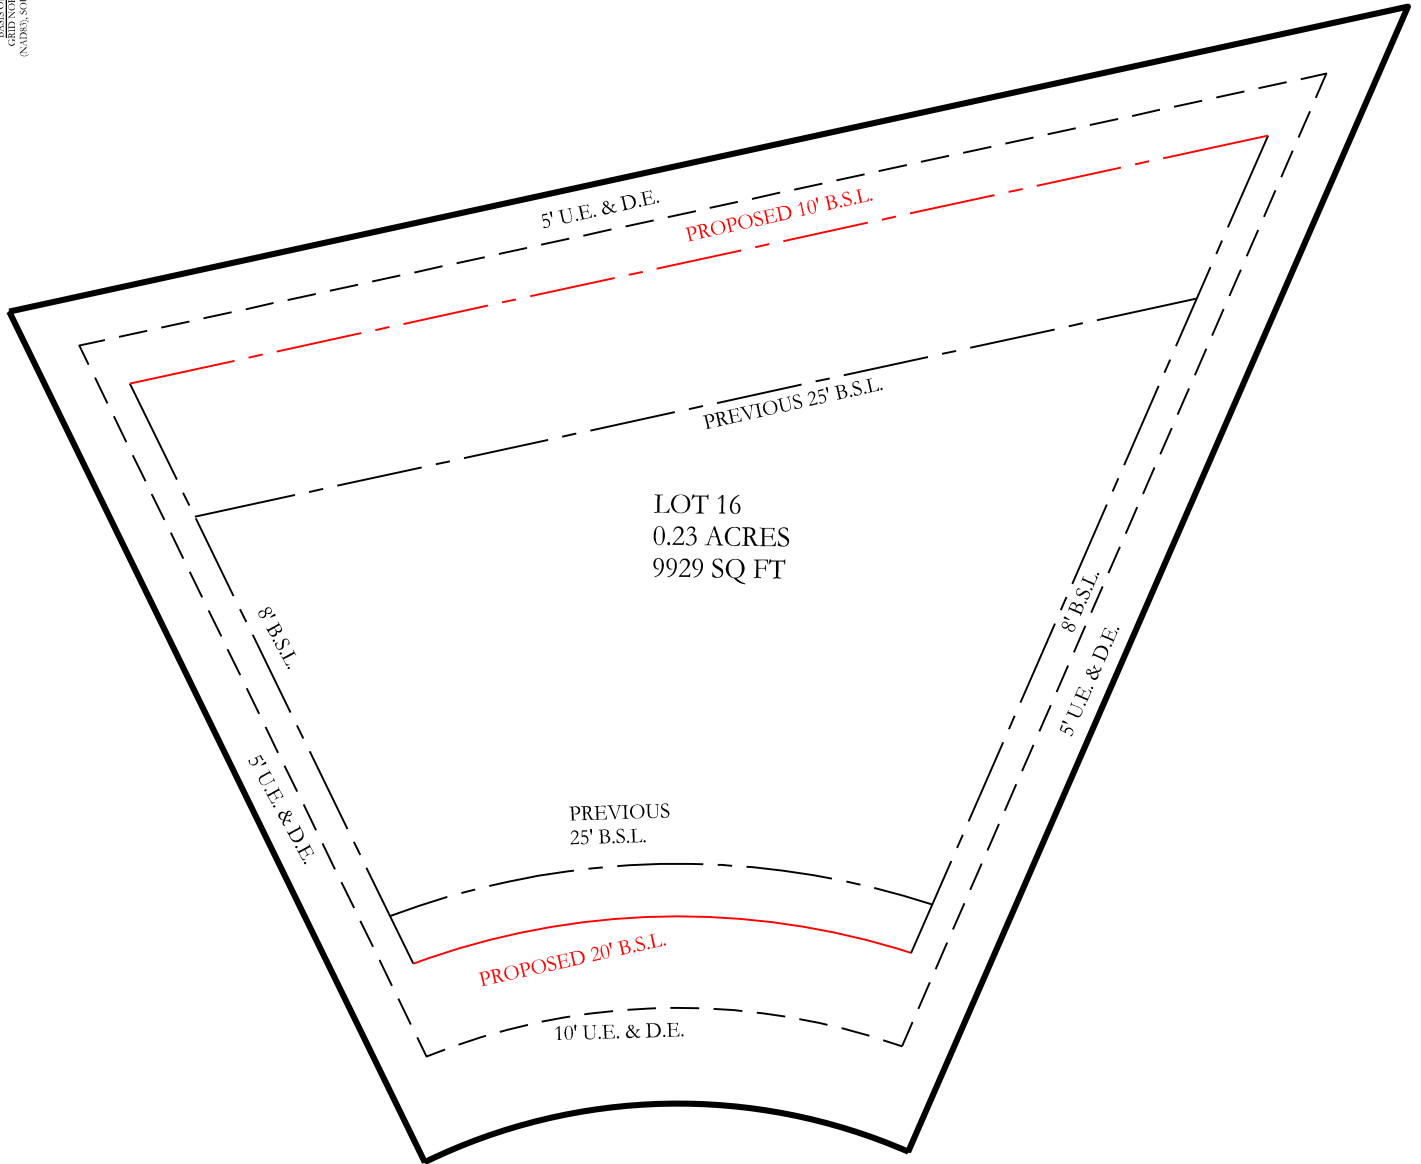 5' U.E. & D.E.
PROPOSED 10' B.S.L.
PREVIOUS 25' B.S.L.
LOT 16
0.23 ACRES
9929 SQ FT
8' B.S.L.
8' B.S.L.
5' U.E. & D.E.
5' U.E. & D.E.
PREVIOUS
25' B.S.L.
PROPOSED 20' B.S.L.
10' U.E. & D.E.